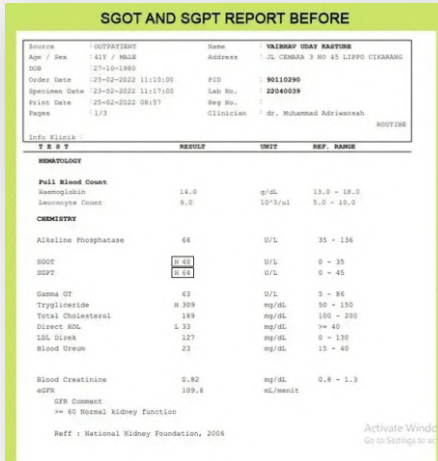 SGOT AND SGPT REPORT BEFORE
Source : OUTPATIENT Name : VAIBHAV UDAY KASTURE
Age / Sex : 41Y / MALE Address : JL CEMARA 3 NO 45 LIPPO CIKARANG
DOB : 27-10-1980
Order Date : 23-02-2022 11:10:00 PID : 90110290
Specimen Date : 23-02-2022 11:17:00 Lab No. : 22040039
Print Date : 25-02-2022 08:57 Reg No. :
Pages : 1/3 Clinician : dr. Muhammad Adriwansah
ROUTINE
Info Klinik :
TEST RESULT UNIT REF. RANGE
HEMATOLOGY
Full Blood Count
Haemoglobin 14.0 g/dL 13.0 - 18.0
Leucocyte Count 9.0 10^3/ul 5.0 - 10.0
CHEMISTRY
Alkaline Phosphatase 66 U/L 35 - 136
SGOT H 40 U/L 0 - 35
SGPT H 64 U/L 0 - 45
Gamma GT 63 U/L 5 - 86
Trygliceride H 309 mg/dL 50 - 150
Total Cholesterol 189 mg/dL 100 - 200
Direct HDL L 33 mg/dL >= 40
LDL Direk 127 mg/dL 0 - 130
Blood Ureum 23 mg/dL 15 - 40
Blood Creatinine 0.82 mg/dL 0.8 - 1.3
eGFR 109.8 mL/menit
GFR Comment
>= 60 Normal kidney function
Reff : National Kidney Foundation, 2006
Activate Windo
Go to Settings to ac